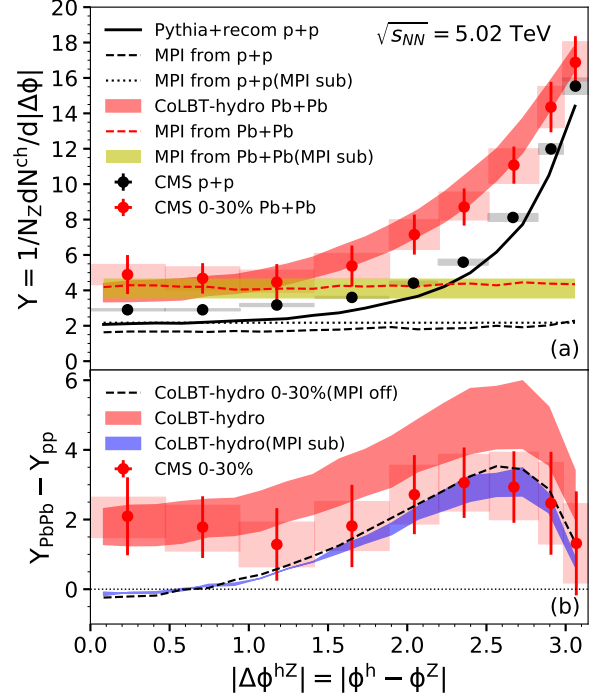 √s_NN = 5.02 TeV
Pythia+recom p+p
MPI from p+p
MPI from p+p(MPI sub)
CoLBT-hydro Pb+Pb
MPI from Pb+Pb
MPI from Pb+Pb(MPI sub)
CMS p+p
CMS 0-30% Pb+Pb
Y = 1/N_Z dN^ch/d|Δϕ|
20
18
16
14
12
10
8
6
4
2
0
(a)
CoLBT-hydro 0-30%(MPI off)
CoLBT-hydro
CoLBT-hydro(MPI sub)
CMS 0-30%
Y_PbPb − Y_pp
6
4
2
0
(b)
0.0 0.5 1.0 1.5 2.0 2.5 3.0
|Δϕ^hZ| = |ϕ^h − ϕ^Z|